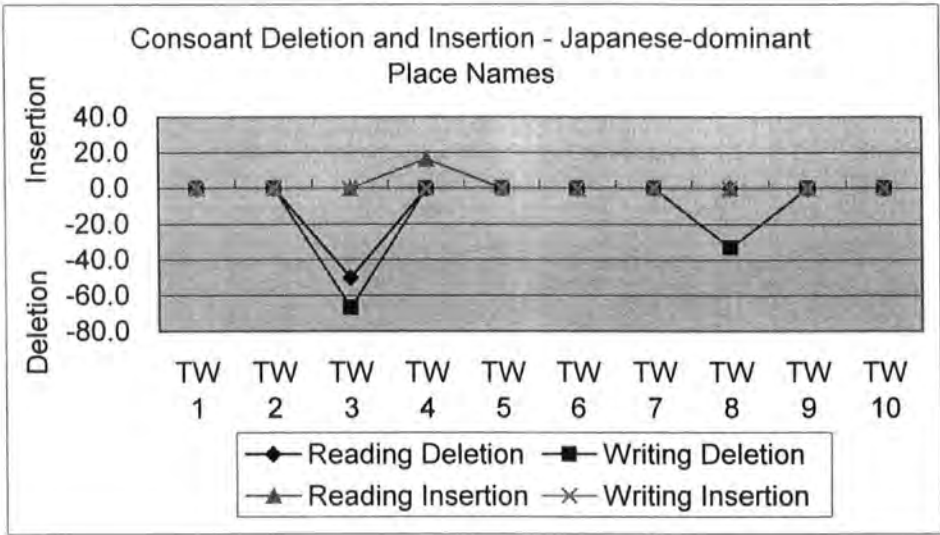 Consoant Deletion and Insertion - Japanese-dominant
Place Names
Insertion
Deletion
40.0
20.0
0.0
-20.0
-40.0
-60.0
-80.0
TW TW TW TW TW TW TW TW TW TW
1 2 3 4 5 6 7 8 9 10
Reading Deletion Writing Deletion
Reading Insertion Writing Insertion